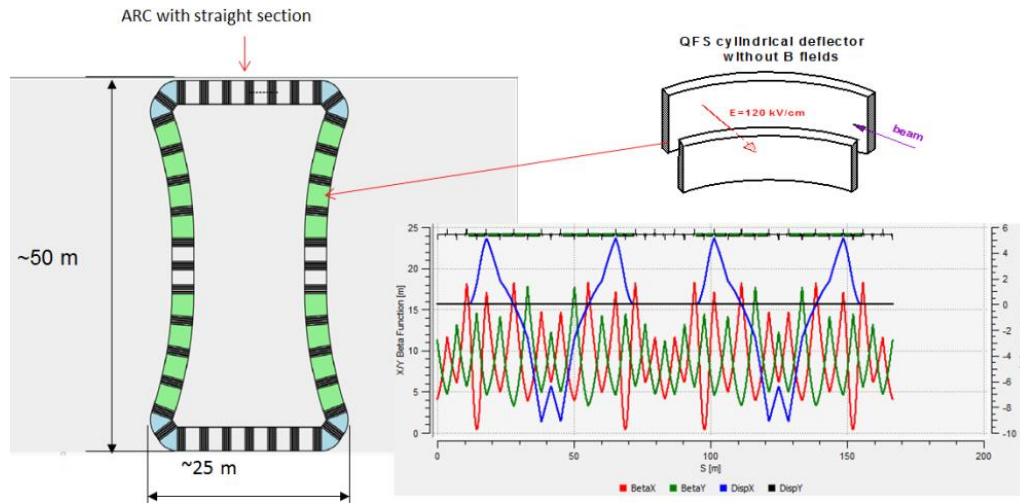 ARC with straight section
QFS cylindrical deflector
without B fields
E=120 kV/cm
beam
~50 m
~25 m
25
20
15
10
5
0
X/Y Beta Function [m]
6
4
2
0
-2
-4
-6
-8
-10
0
50
100
150
200
S [m]
BetaX
BetaY
DispX
DispY